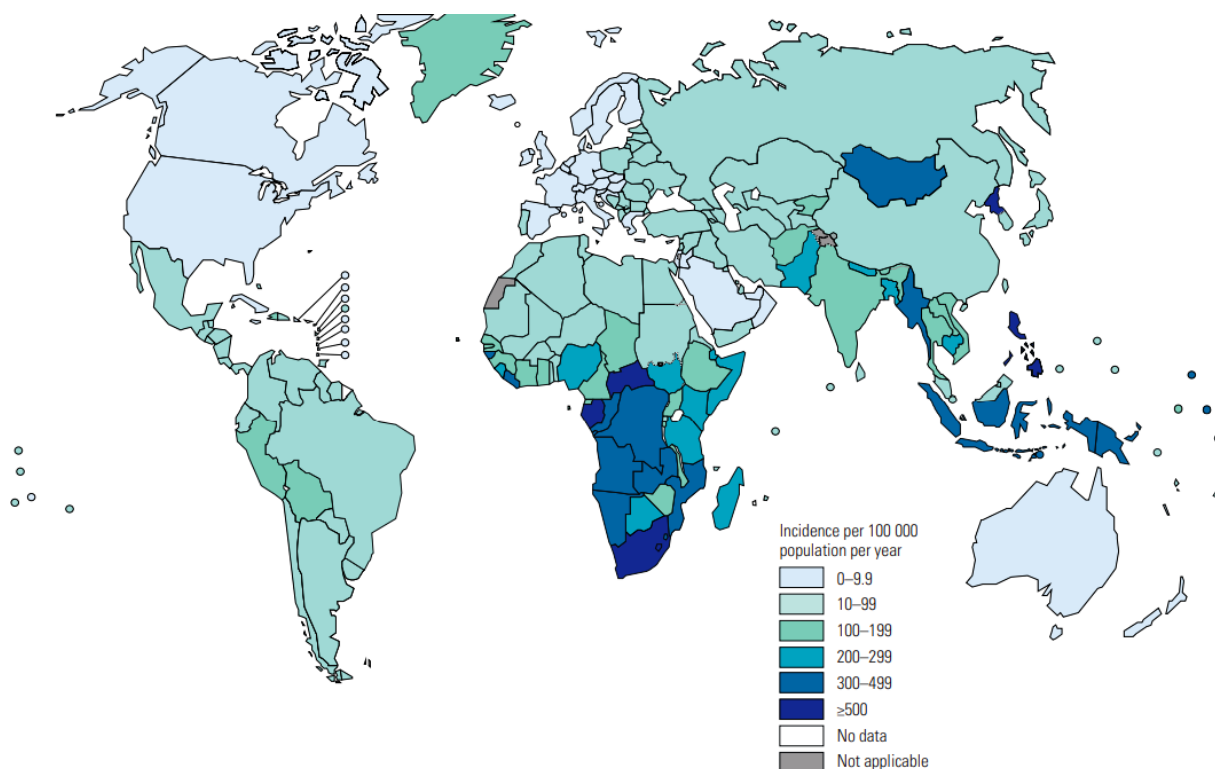 Incidence per 100 000
population per year
0–9.9
10–99
100–199
200–299
300–499
≥500
No data
Not applicable